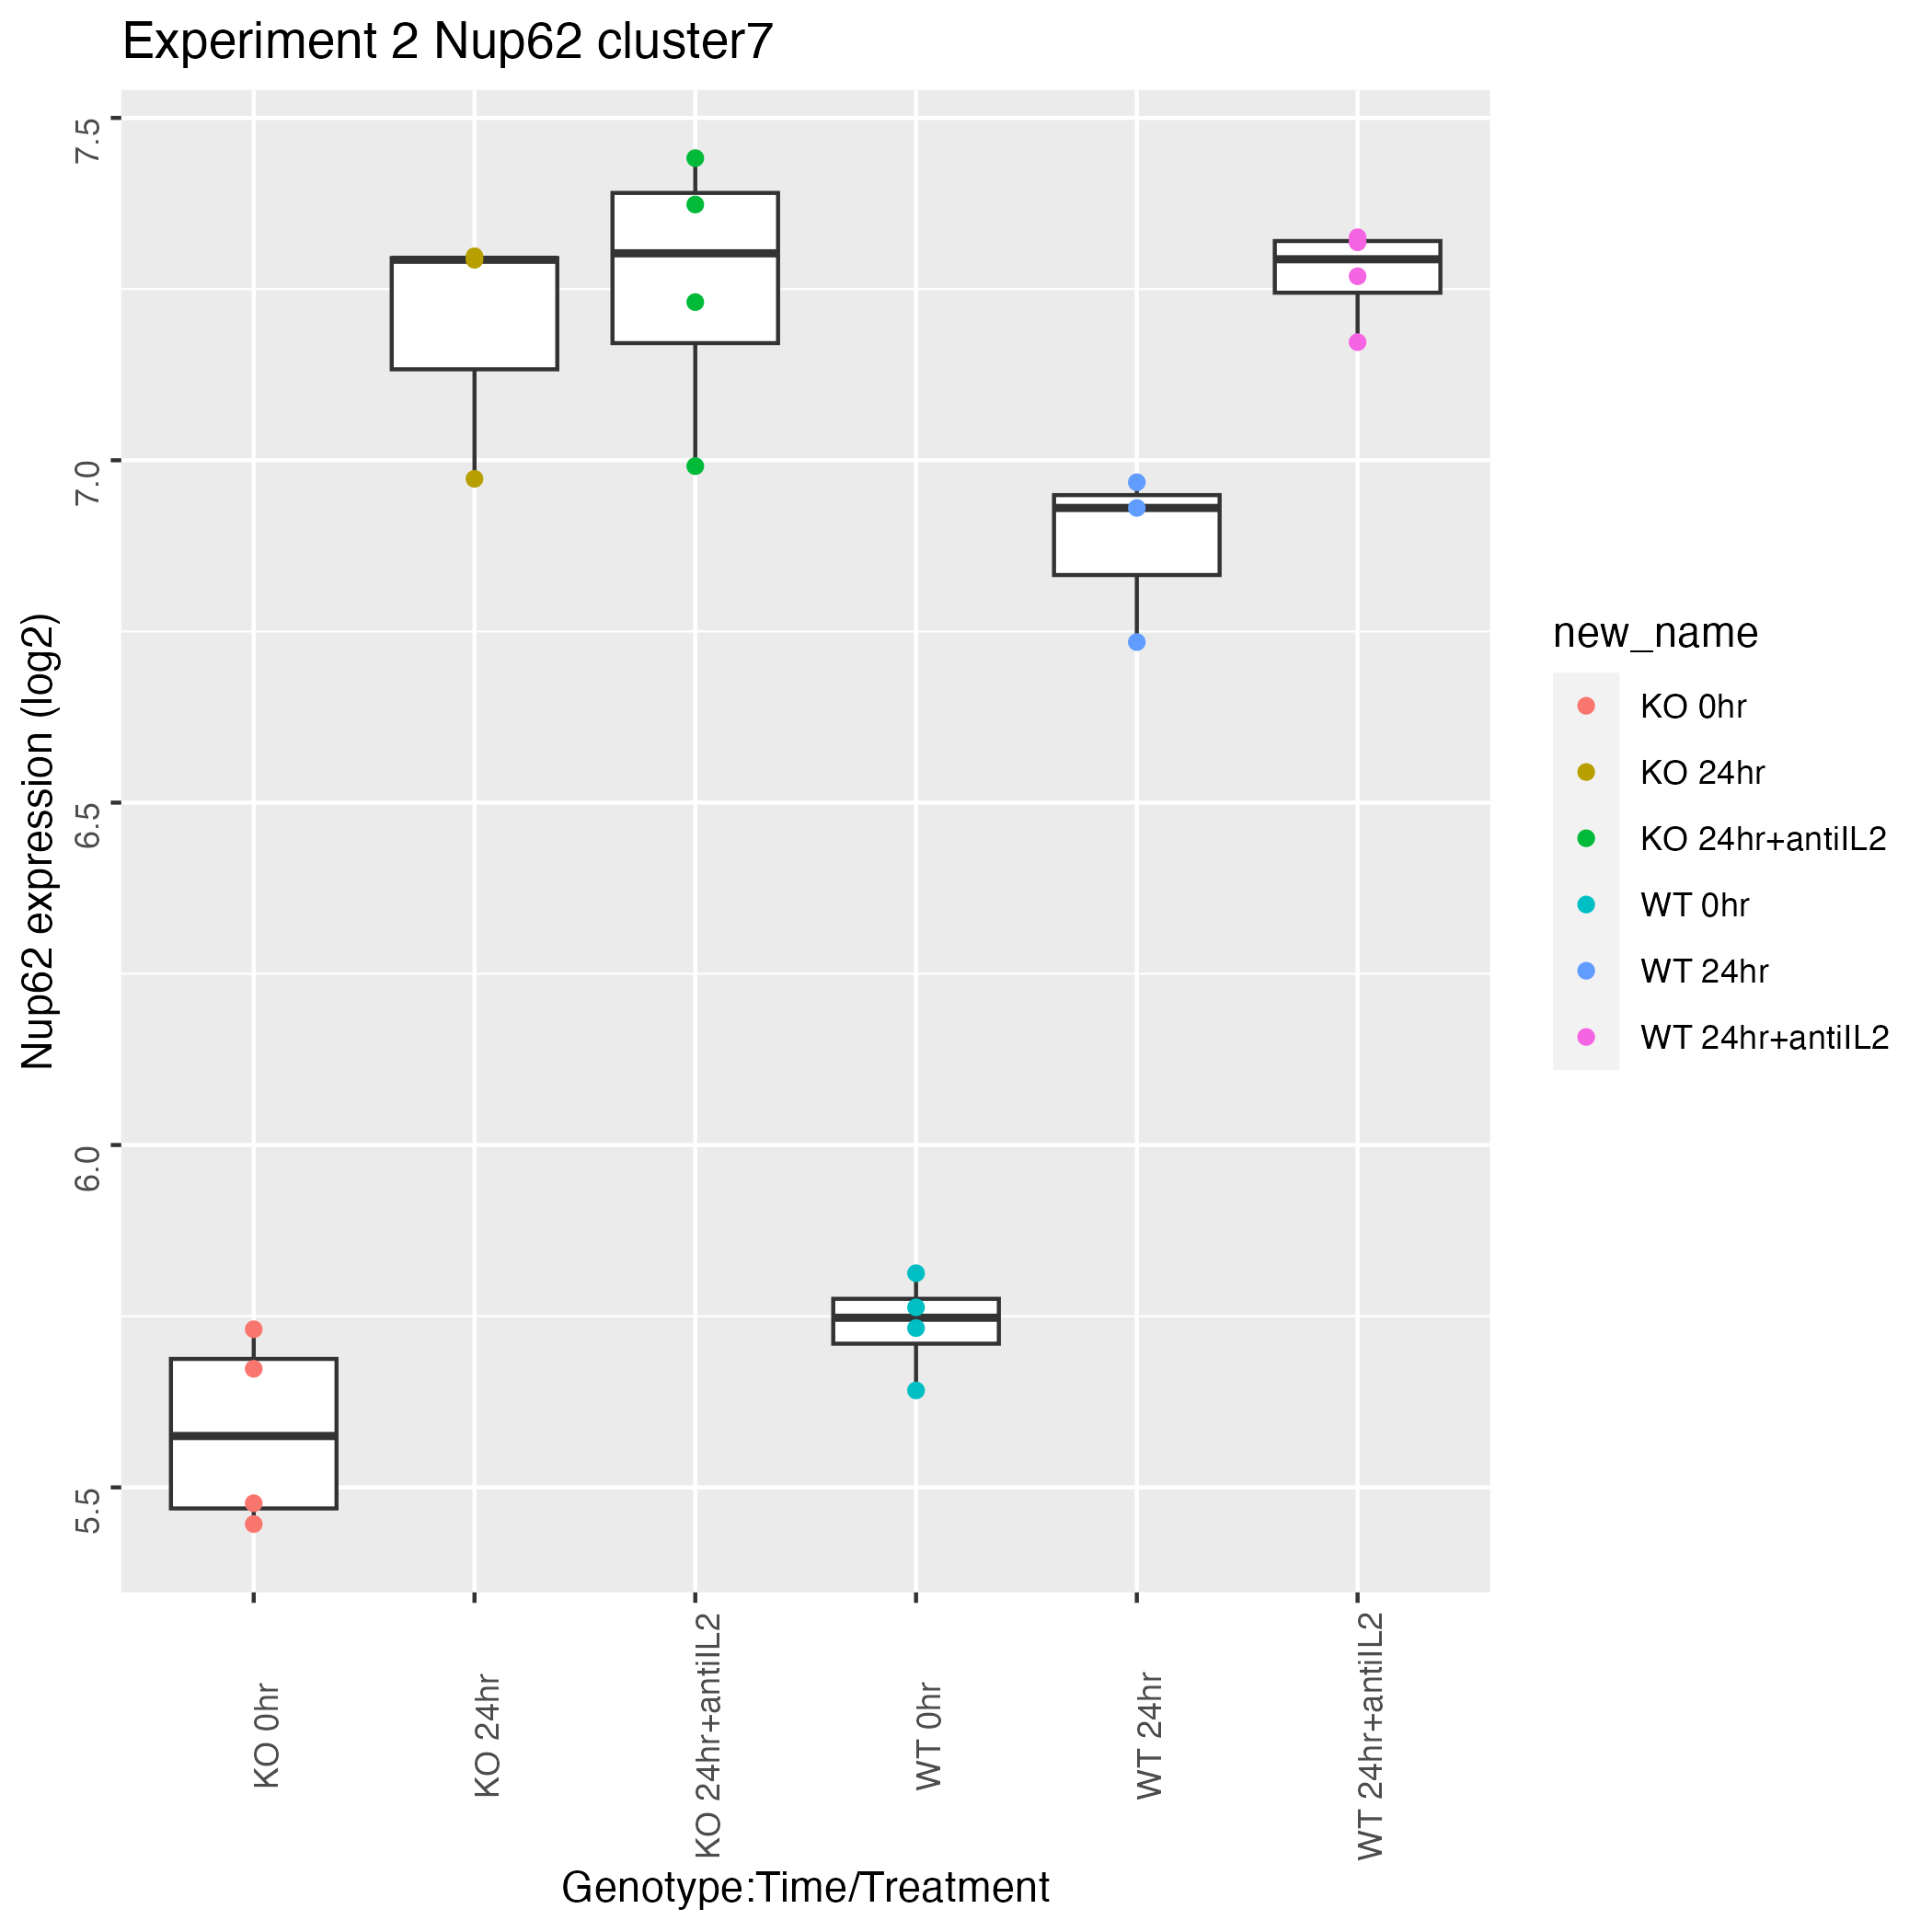 Experiment 2 Nup62 cluster7
Nup62 expression (log2)
7.5
7.0
6.5
6.0
5.5
KO 0hr
KO 24hr
KO 24hr+antiIL2
WT 0hr
WT 24hr
WT 24hr+antiIL2
Genotype:Time/Treatment
new_name
KO 0hr
KO 24hr
KO 24hr+antiIL2
WT 0hr
WT 24hr
WT 24hr+antiIL2